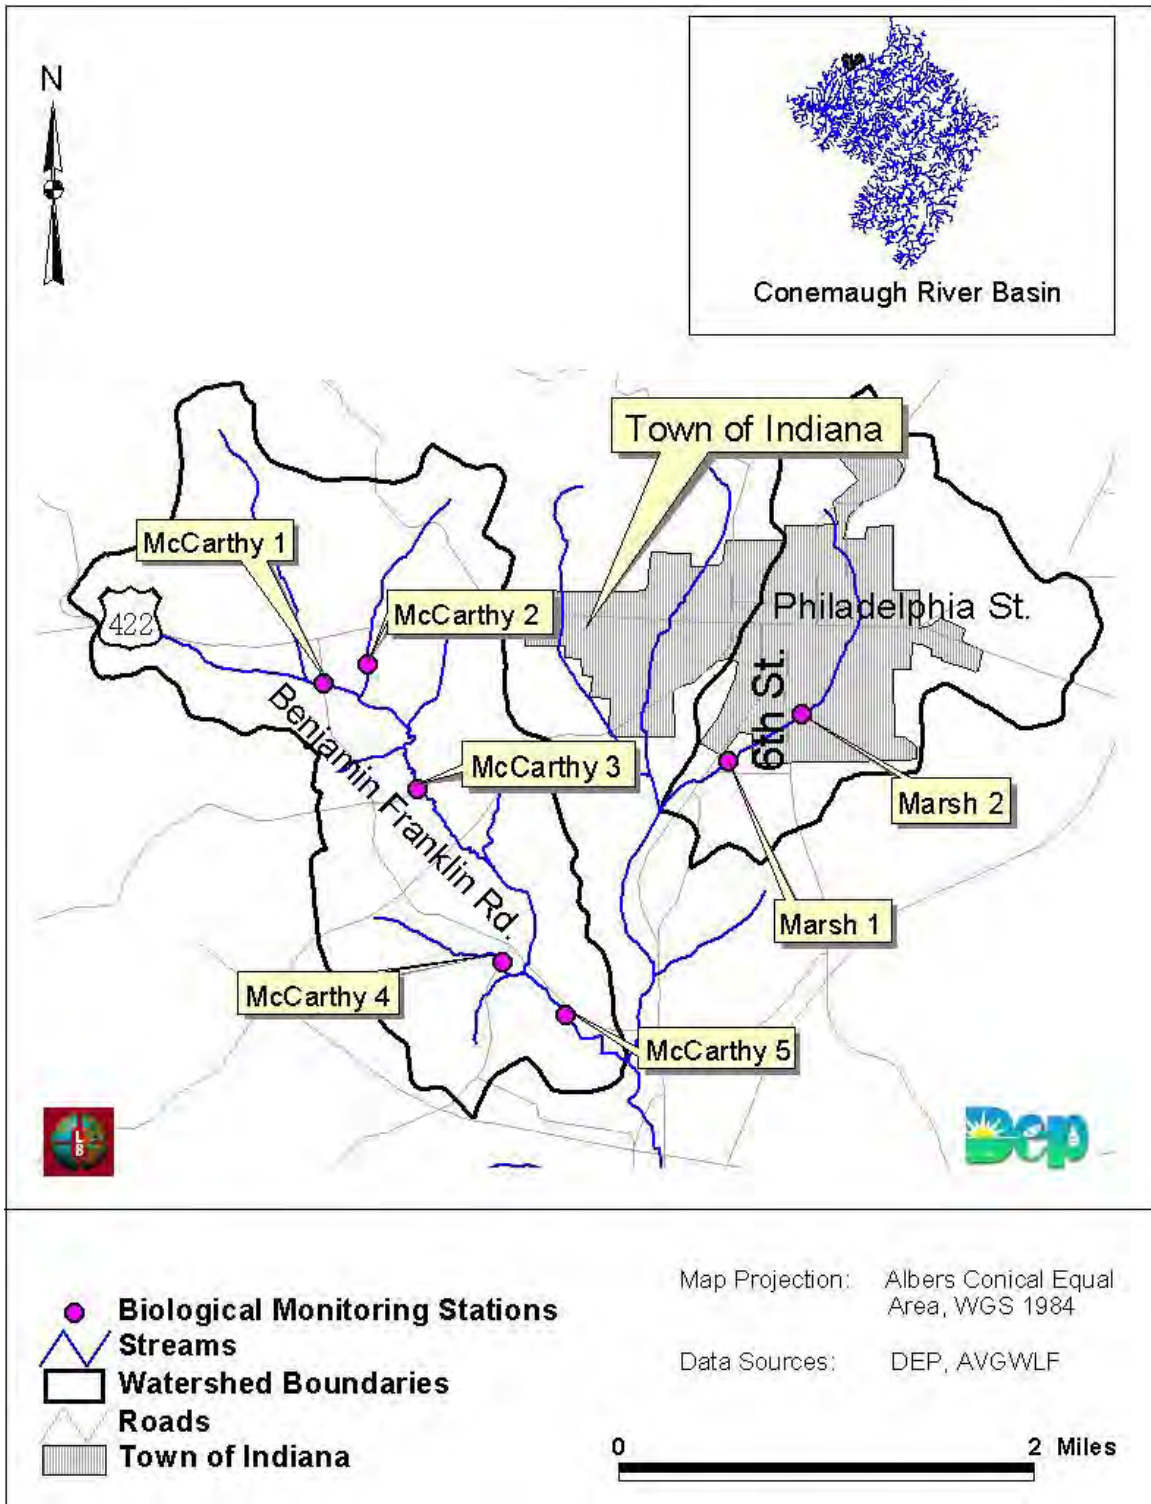 N
Conemaugh River Basin
Town of Indiana
McCarthy 1
McCarthy 2
422
Philadelphia St.
6th St.
Benjamin Franklin Rd.
McCarthy 3
Marsh 2
Marsh 1
McCarthy 4
McCarthy 5
L
B
Dep
Biological Monitoring Stations
Streams
Watershed Boundaries
Roads
Town of Indiana
Map Projection: Albers Conical Equal
Area, WGS 1984
Data Sources: DEP, AVGWLF
0 2 Miles